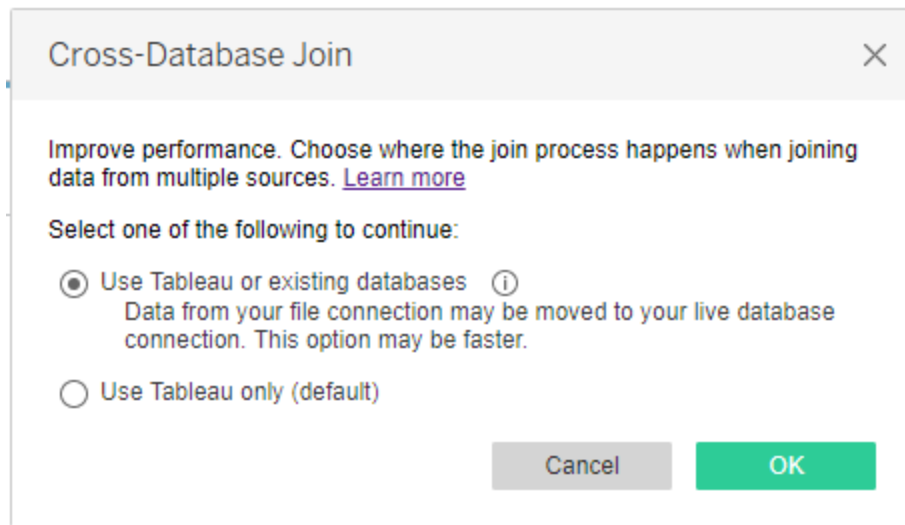 Cross-Database Join
Improve performance. Choose where the join process happens when joining
data from multiple sources. Learn more
Select one of the following to continue:
Use Tableau or existing databases
Data from your file connection may be moved to your live database
connection. This option may be faster.
Use Tableau only (default)
Cancel OK